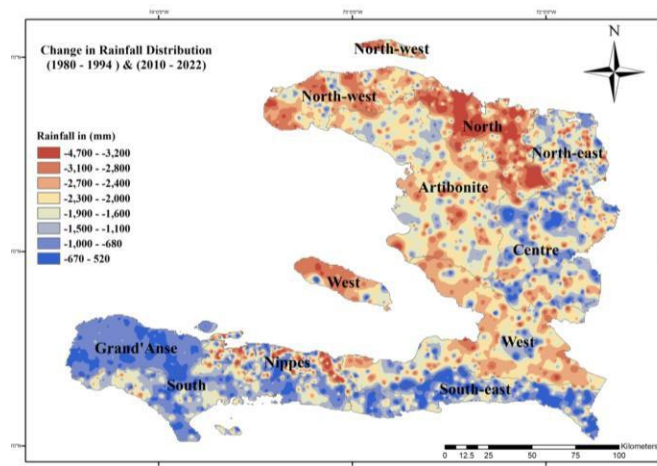 Change in Rainfall Distribution
(1980 - 1994 ) & (2010 - 2022)
N
North-west
North-west
North
North-east
Rainfall in (mm)
-4,700 - -3,200
-3,100 - -2,800
-2,700 - -2,400
-2,300 - -2,000
-1,900 - -1,600
-1,500 - -1,100
-1,000 - -680
-670 - 520
Artibonite
Centre
West
West
Grand'Anse
Nippes
South
South-east
Kilometers
0 12.5 25 50 75 100